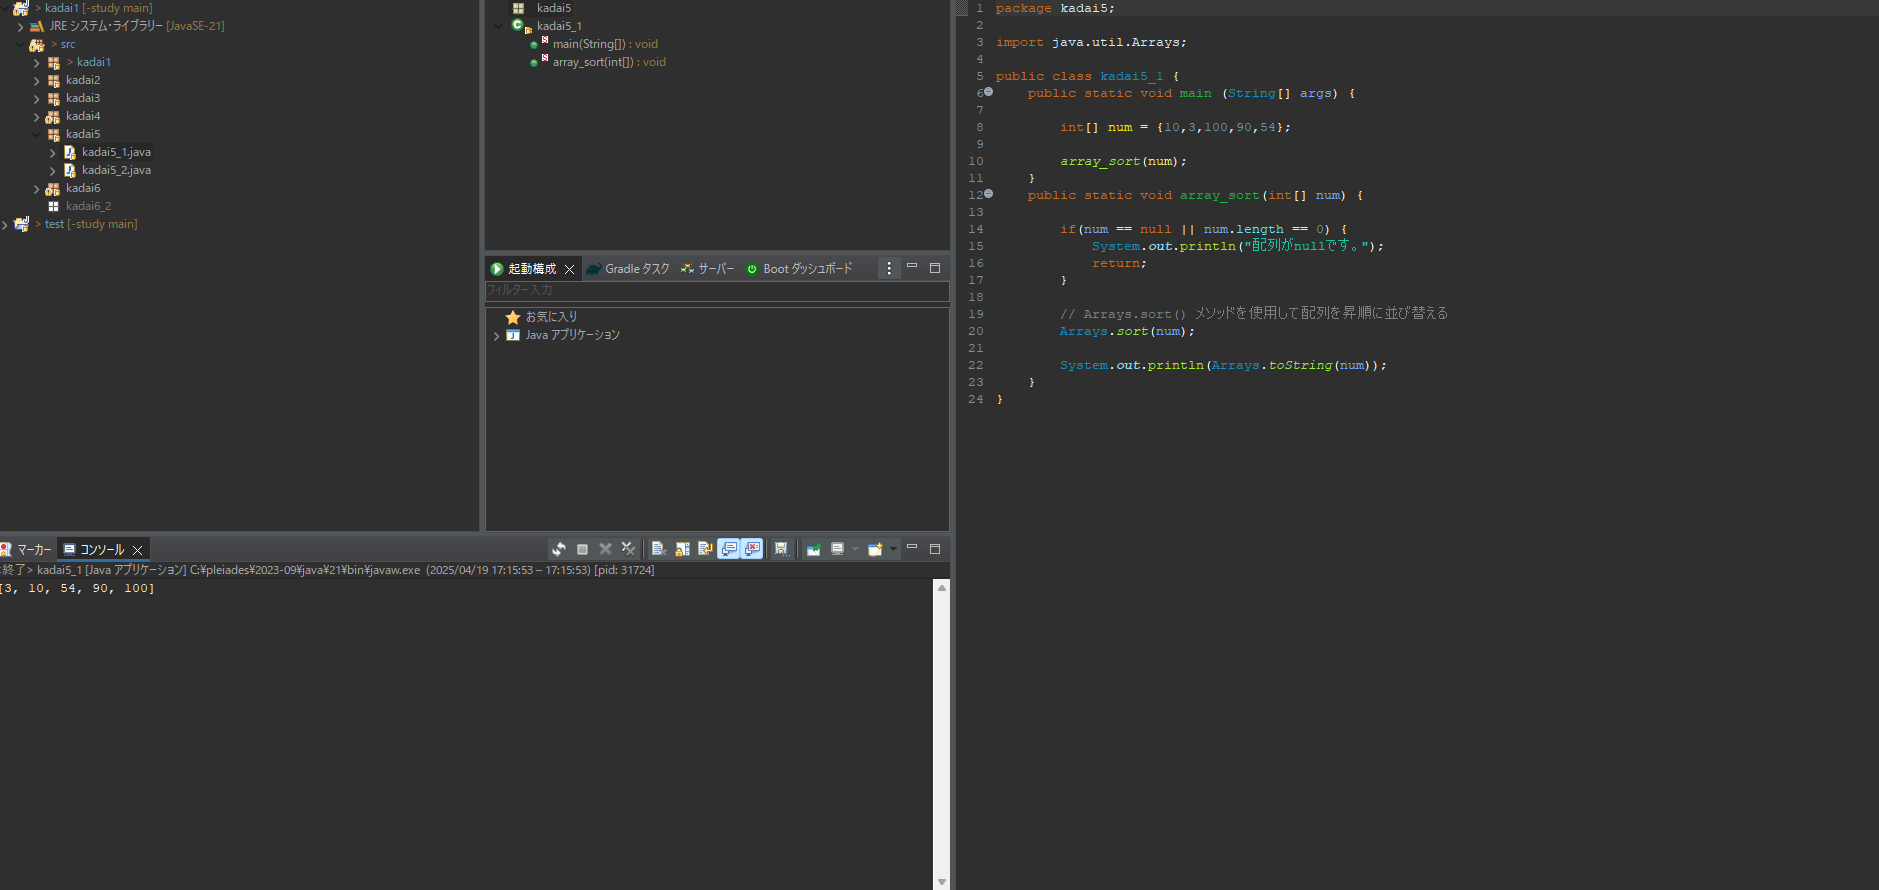 > kadai1 [-study main]
JRE システム・ライブラリー [JavaSE-21]
> src
> kadai1
kadai2
kadai3
kadai4
kadai5
kadai5_1.java
kadai5_2.java
kadai6
kadai6_2
> test [-study main]
kadai5
kadai5_1
main(String[]) : void
array_sort(int[]) : void
起動構成 Gradle タスク サーバー Boot ダッシュボード
フィルター入力
お気に入り
Java アプリケーション
マーカー コンソール
<終了> kadai5_1 [Java アプリケーション] C:¥pleiades¥2023-09¥java¥21¥bin¥javaw.exe (2025/04/19 17:15:53 – 17:15:53) [pid: 31724]
[3, 10, 54, 90, 100]
1 package kadai5;
2
3 import java.util.Arrays;
4
5 public class kadai5_1 {
6 public static void main (String[] args) {
7
8 int[] num = {10,3,100,90,54};
9
10 array_sort(num);
11 }
12 public static void array_sort(int[] num) {
13
14 if(num == null || num.length == 0) {
15 System.out.println("配列がnullです。");
16 return;
17 }
18
19 // Arrays.sort() メソッドを使用して配列を昇順に並び替える
20 Arrays.sort(num);
21
22 System.out.println(Arrays.toString(num));
23 }
24 }